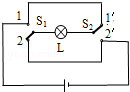 1 S₁ S₂ 1′
2 L 2′